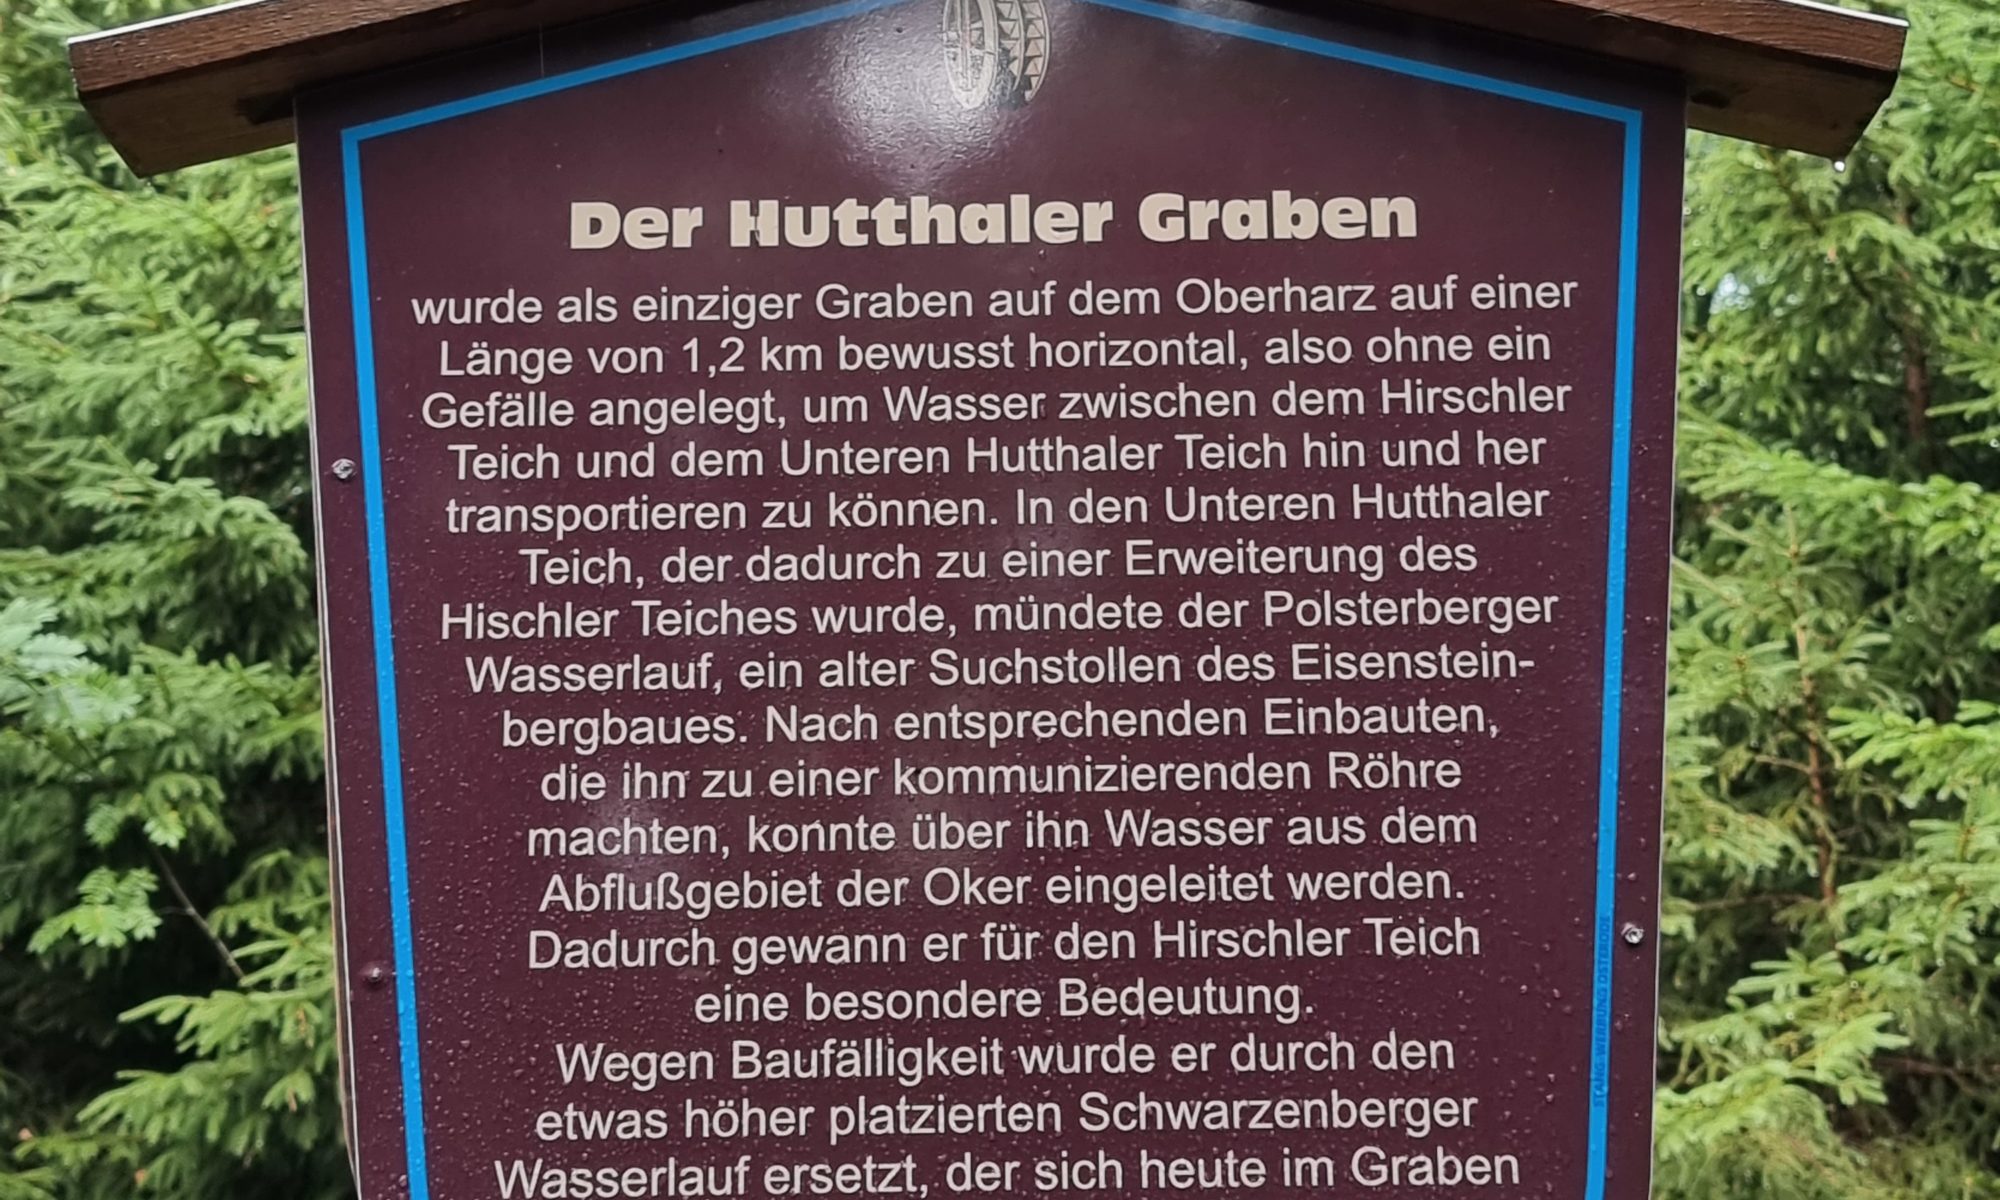 Der Hutthaler Graben
wurde als einziger Graben auf dem Oberharz auf einer
Länge von 1,2 km bewusst horizontal, also ohne ein
Gefälle angelegt, um Wasser zwischen dem Hirschler
Teich und dem Unteren Hutthaler Teich hin und her
transportieren zu können. In den Unteren Hutthaler
Teich, der dadurch zu einer Erweiterung des
Hischler Teiches wurde, mündete der Polsterberger
Wasserlauf, ein alter Suchstollen des Eisenstein-
bergbaues. Nach entsprechenden Einbauten,
die ihn zu einer kommunizierenden Röhre
machten, konnte über ihn Wasser aus dem
Abflußgebiet der Oker eingeleitet werden.
Dadurch gewann er für den Hirschler Teich
eine besondere Bedeutung.
Wegen Baufälligkeit wurde er durch den
etwas höher platzierten Schwarzenberger
Wasserlauf ersetzt, der sich heute im Graben
WERBUNG OSTERODE